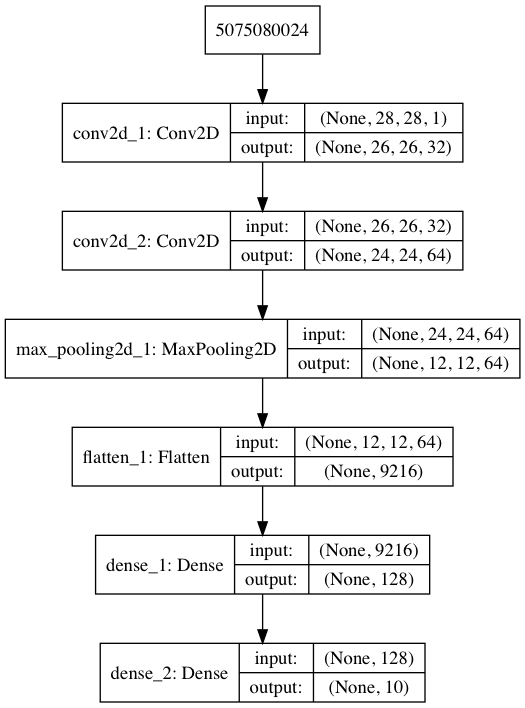 5075080024
conv2d_1: Conv2D
input:
(None, 28, 28, 1)
output:
(None, 26, 26, 32)
conv2d_2: Conv2D
input:
(None, 26, 26, 32)
output:
(None, 24, 24, 64)
max_pooling2d_1: MaxPooling2D
input:
(None, 24, 24, 64)
output:
(None, 12, 12, 64)
flatten_1: Flatten
input:
(None, 12, 12, 64)
output:
(None, 9216)
dense_1: Dense
input:
(None, 9216)
output:
(None, 128)
dense_2: Dense
input:
(None, 128)
output:
(None, 10)